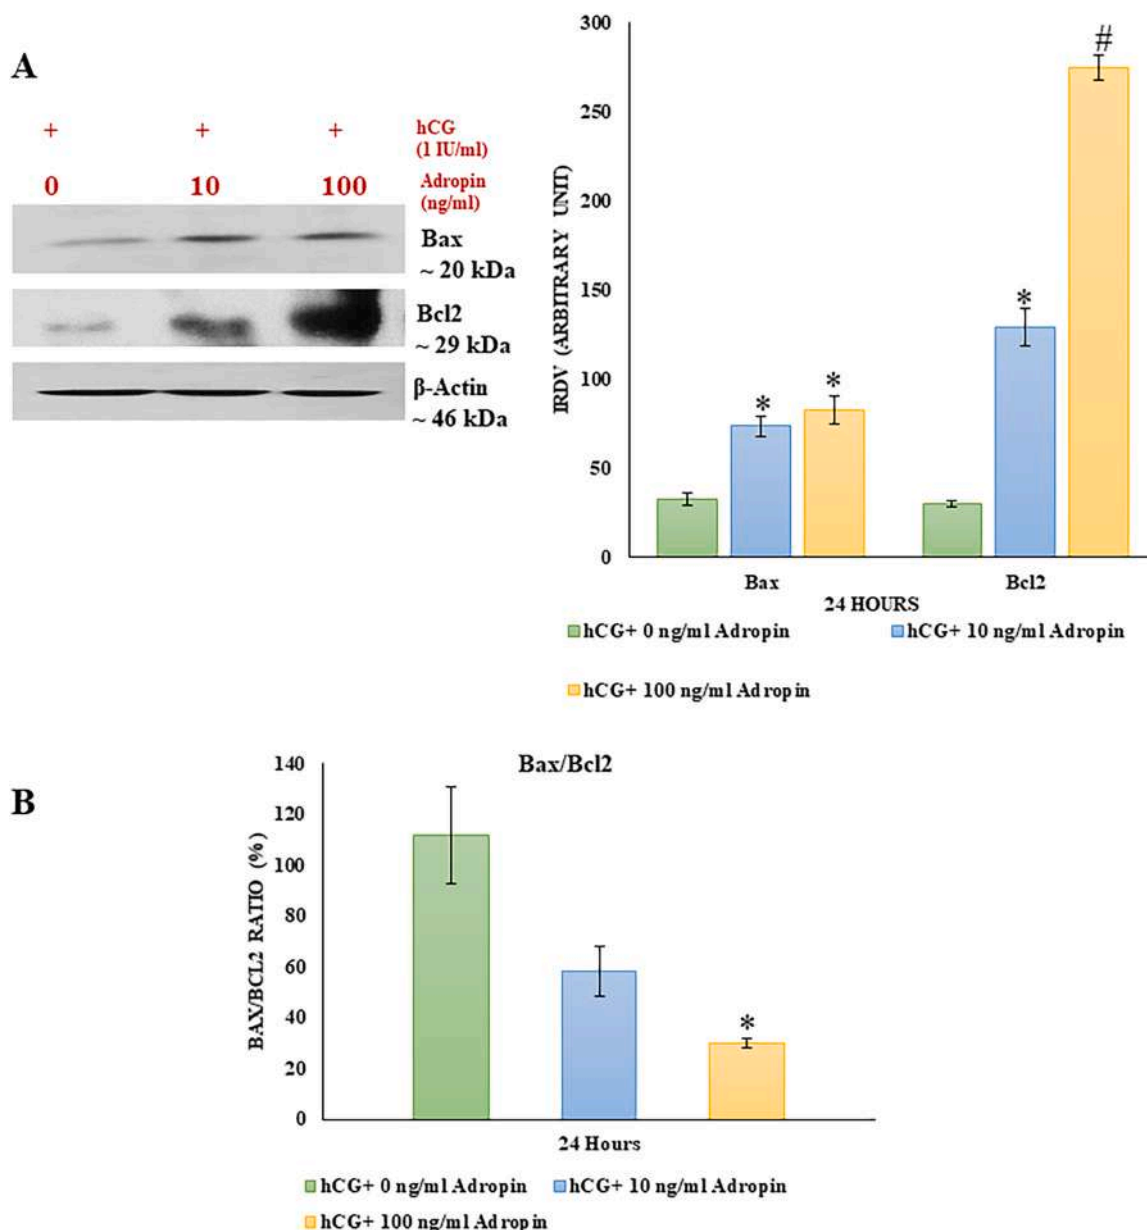 A
+ + + hCG
(1 IU/ml)
0 10 100 Adropin
(ng/ml)
Bax
~ 20 kDa
Bcl2
~ 29 kDa
β-Actin
~ 46 kDa
IRDV (ARBITRARY UNIT)
300
250
200
150
100
50
0
* * * #
Bax Bcl2
24 HOURS
hCG+ 0 ng/ml Adropin hCG+ 10 ng/ml Adropin
hCG+ 100 ng/ml Adropin
B
Bax/Bcl2
BAX/BCL2 RATIO (%)
140
120
100
80
60
40
20
0
*
24 Hours
hCG+ 0 ng/ml Adropin hCG+ 10 ng/ml Adropin
hCG+ 100 ng/ml Adropin